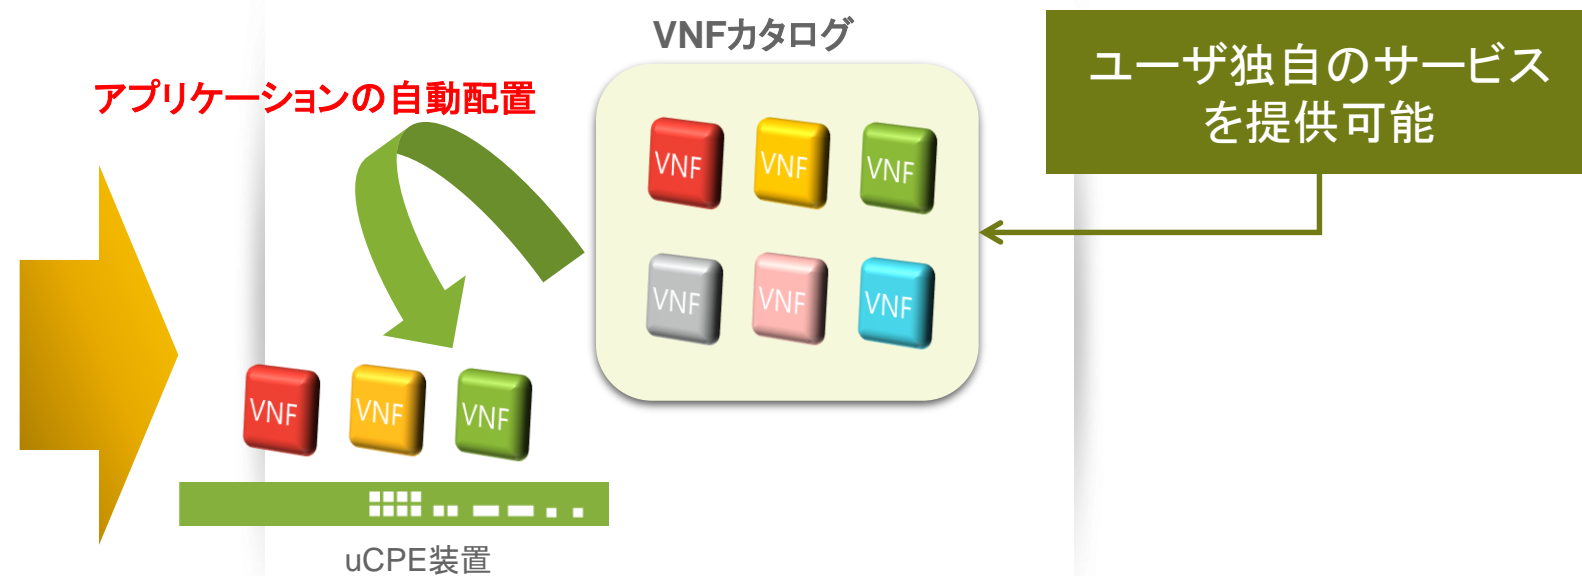 VNFカタログ
ユーザ独自のサービス
を提供可能
アプリケーションの自動配置
VNF VNF VNF
VNF VNF VNF
VNF VNF VNF
uCPE装置